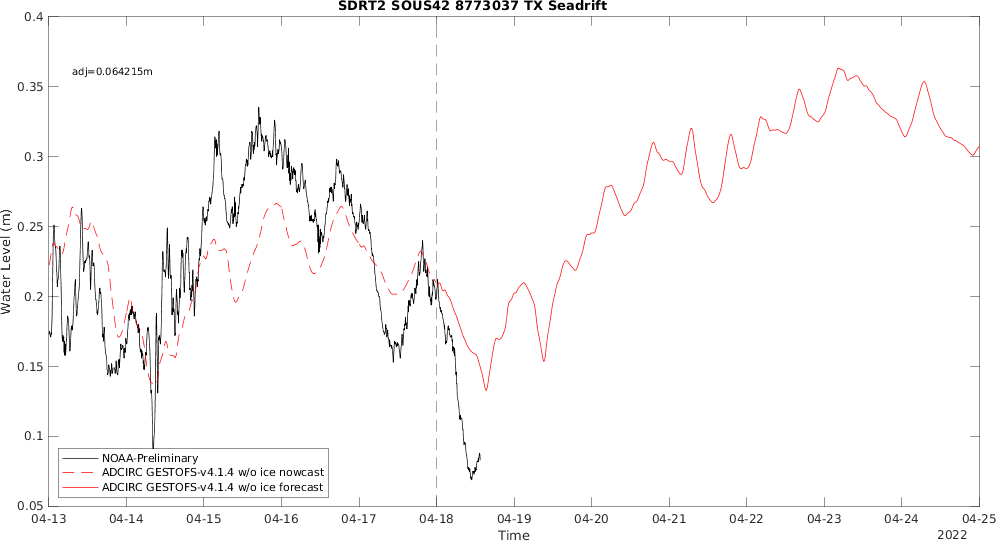 SDRT2 SOUS42 8773037 TX Seadrift
0.4
adj=0.064215m
0.35
0.3
0.25
Water Level (m)
0.2
0.15
0.1
NOAA-Preliminary
ADCIRC GESTOFS-v4.1.4 w/o ice nowcast
ADCIRC GESTOFS-v4.1.4 w/o ice forecast
0.05
04-13 04-14 04-15 04-16 04-17 04-18 04-19 04-20 04-21 04-22 04-23 04-24 04-25
Time
2022